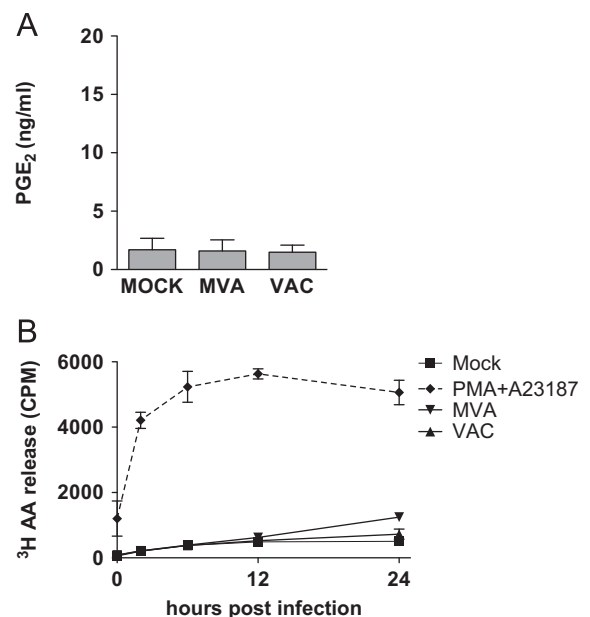 A
PGE₂ (ng/ml)
20
15
10
5
0
MOCK MVA VAC
B
³H AA release (CPM)
6000
4000
2000
0
0 12 24
hours post infection
Mock
PMA+A23187
MVA
VAC